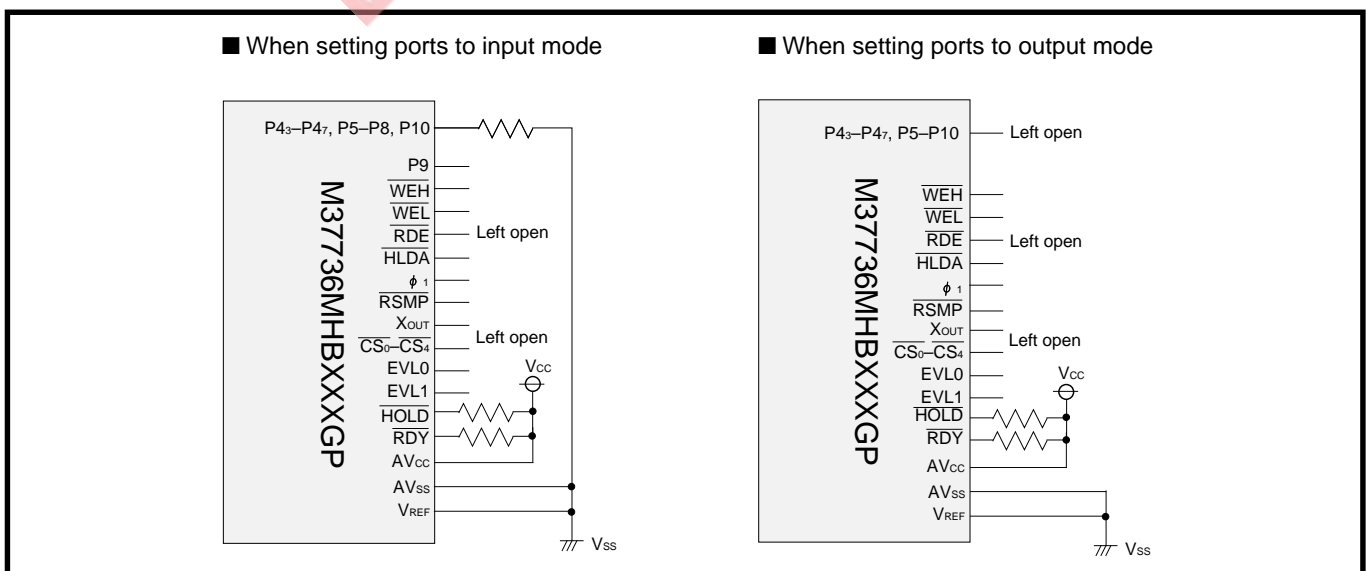 ■ When setting ports to input mode
P43–P47, P5–P8, P10
P9
WEH
WEL
RDE
Left open
HLDA
ϕ 1
RSMP
XOUT
CS0–CS4
Left open
EVL0
VCC
EVL1
HOLD
RDY
AVCC
AVSS
VREF
VSS
M37736MHBXXXGP
■ When setting ports to output mode
P43–P47, P5–P10
Left open
WEH
WEL
RDE
Left open
HLDA
ϕ 1
RSMP
XOUT
CS0–CS4
Left open
EVL0
VCC
EVL1
HOLD
RDY
AVCC
AVSS
VREF
VSS
M37736MHBXXXGP